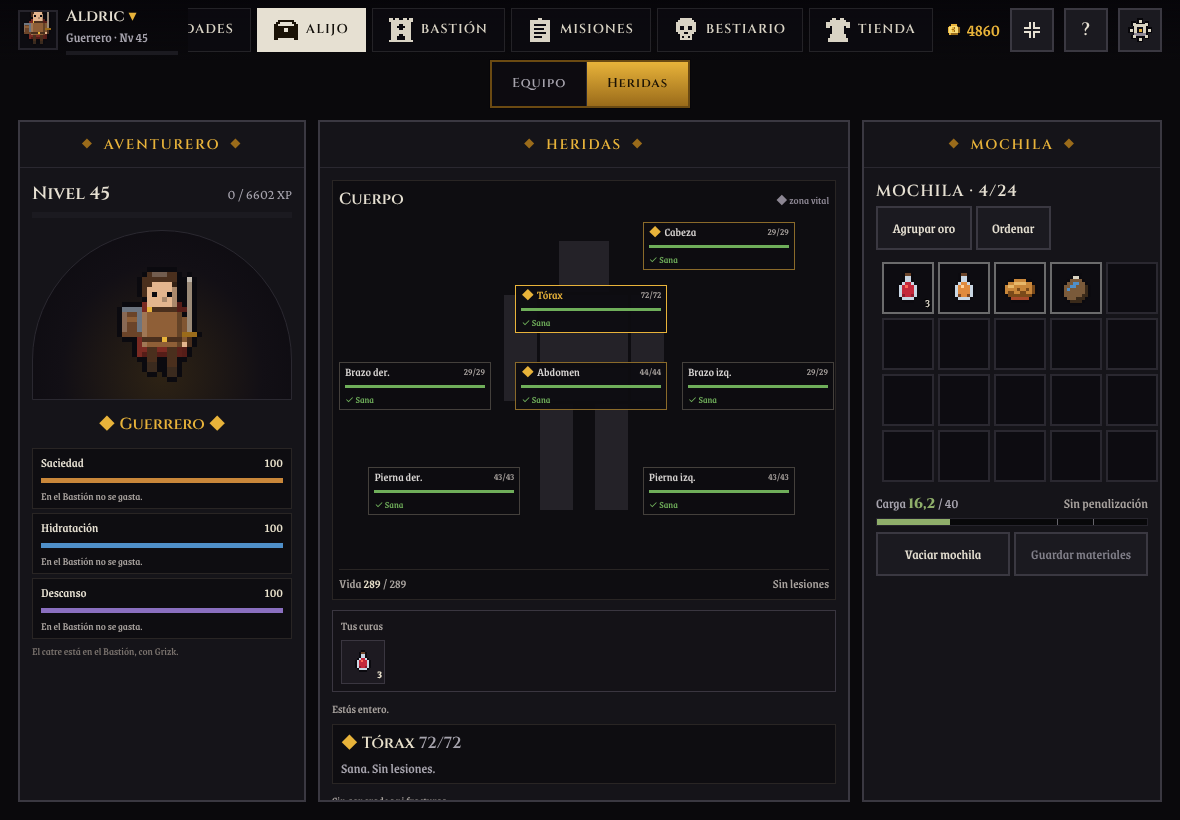 Aldric ▼
Guerrero · Nv 45
DADES
ALIJO
BASTIÓN
MISIONES
BESTIARIO
TIENDA
4860
?
Equipo
Heridas
AVENTURERO
Nivel 45
0 / 6602 XP
Guerrero
Saciedad 100
En el Bastión no se gasta.
Hidratación 100
En el Bastión no se gasta.
Descanso 100
En el Bastión no se gasta.
El catre está en el Bastión, con Grizk.
HERIDAS
Cuerpo
zona vital
Cabeza 29/29
✓ Sana
Tórax 72/72
✓ Sana
Brazo der. 29/29
✓ Sana
Abdomen 44/44
✓ Sana
Brazo izq. 29/29
✓ Sana
Pierna der. 43/43
✓ Sana
Pierna izq. 43/43
✓ Sana
Vida 289 / 289
Sin lesiones
Tus curas
3
Estás entero.
Tórax 72/72
Sana. Sin lesiones.
MOCHILA
MOCHILA · 4/24
Agrupar oro
Ordenar
3
Carga 16,2 / 40
Sin penalización
Vaciar mochila
Guardar materiales